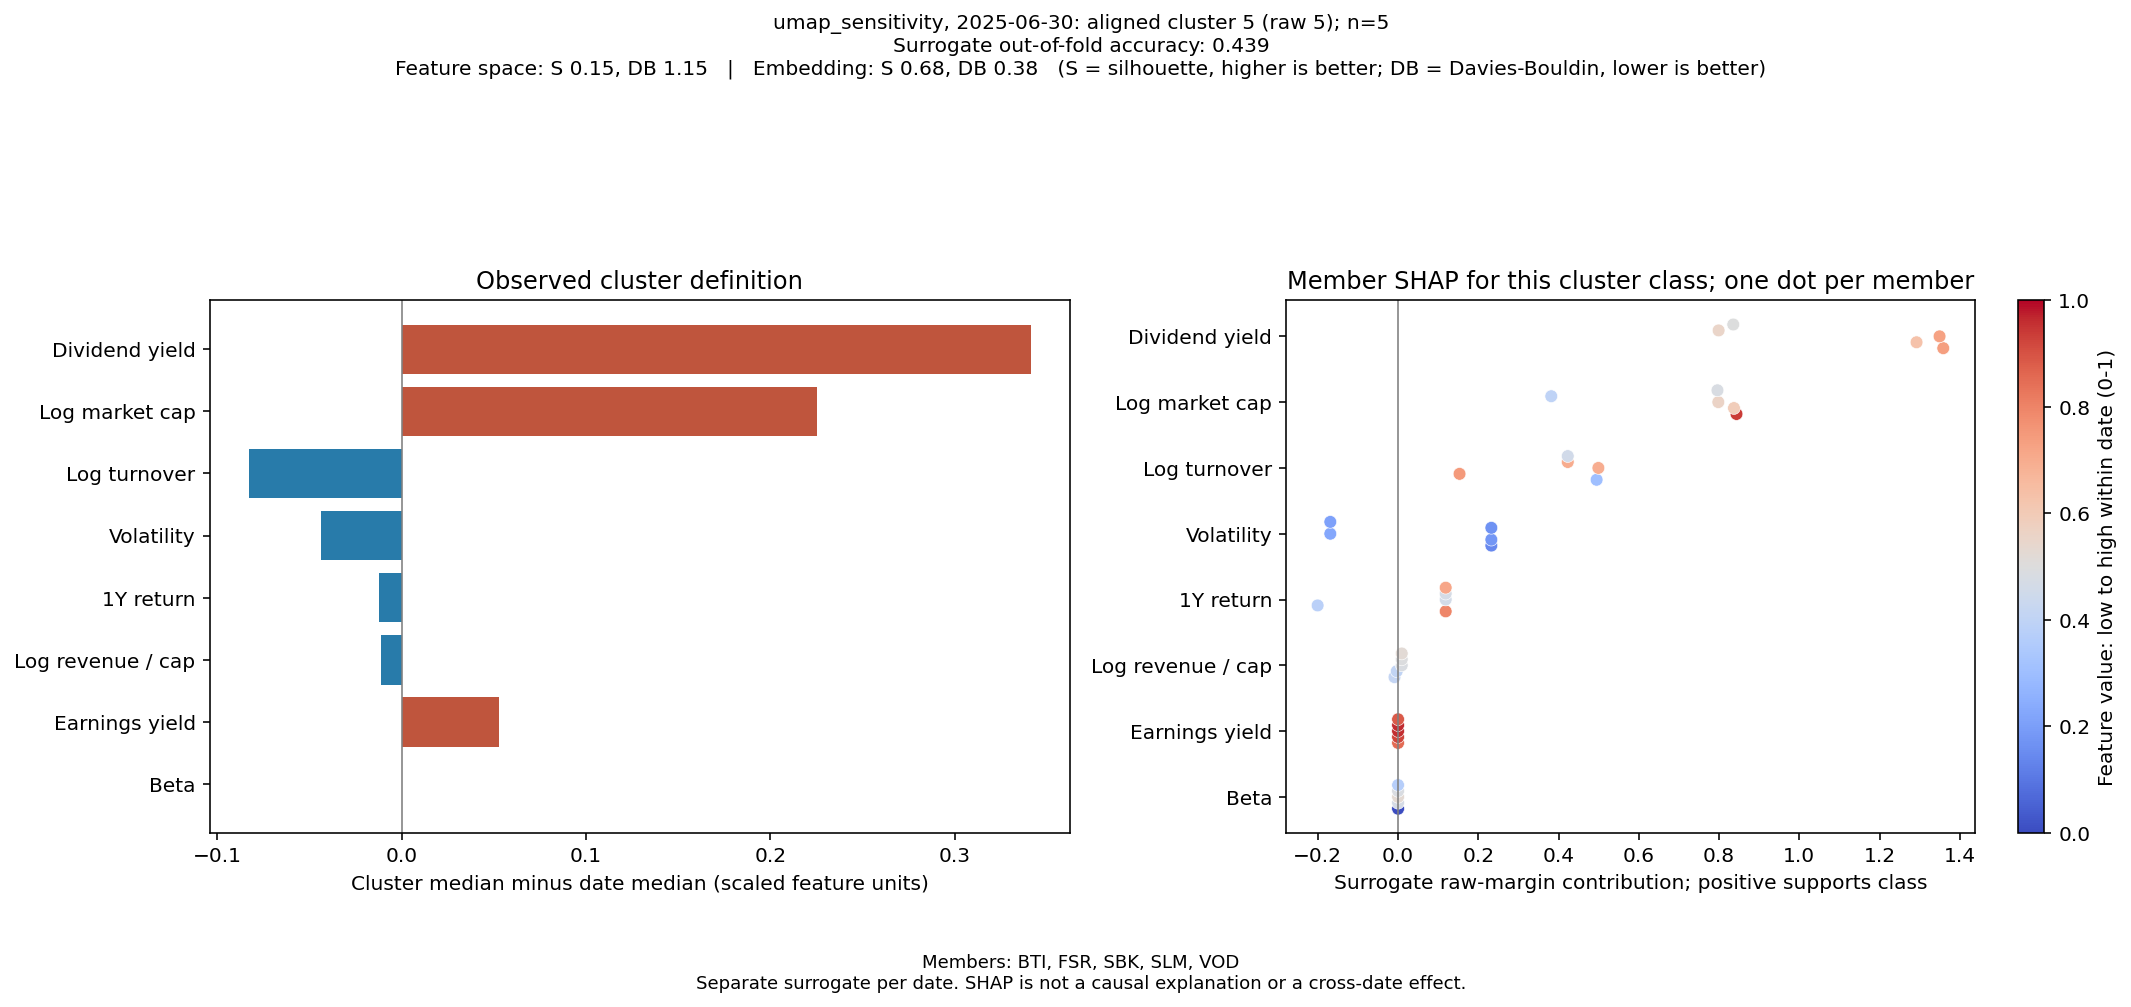 umap_sensitivity, 2025-06-30: aligned cluster 5 (raw 5); n=5
Surrogate out-of-fold accuracy: 0.439
Feature space: S 0.15, DB 1.15   |   Embedding: S 0.68, DB 0.38   (S = silhouette, higher is better; DB = Davies-Bouldin, lower is better)
Observed cluster definition
Dividend yield
Log market cap
Log turnover
Volatility
1Y return
Log revenue / cap
Earnings yield
Beta
−0.1 0.0 0.1 0.2 0.3
Cluster median minus date median (scaled feature units)
Member SHAP for this cluster class; one dot per member
Dividend yield
Log market cap
Log turnover
Volatility
1Y return
Log revenue / cap
Earnings yield
Beta
−0.2 0.0 0.2 0.4 0.6 0.8 1.0 1.2 1.4
Surrogate raw-margin contribution; positive supports class
1.0
0.8
0.6
0.4
0.2
0.0
Feature value: low to high within date (0-1)
Members: BTI, FSR, SBK, SLM, VOD
Separate surrogate per date. SHAP is not a causal explanation or a cross-date effect.